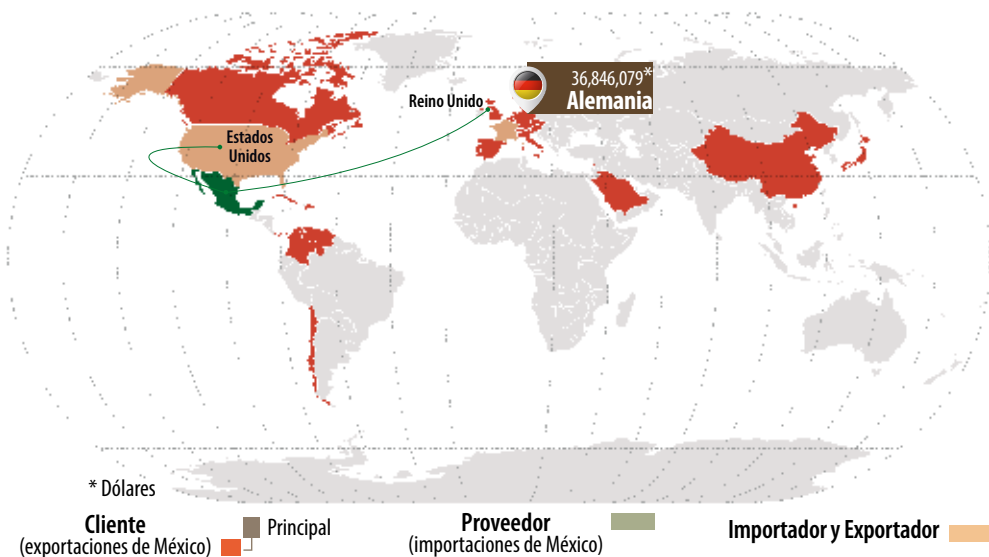 36,846,079*
Alemania
Reino Unido
Estados
Unidos
* Dólares
Cliente
(exportaciones de México)
Principal
Proveedor
(importaciones de México)
Importador y Exportador